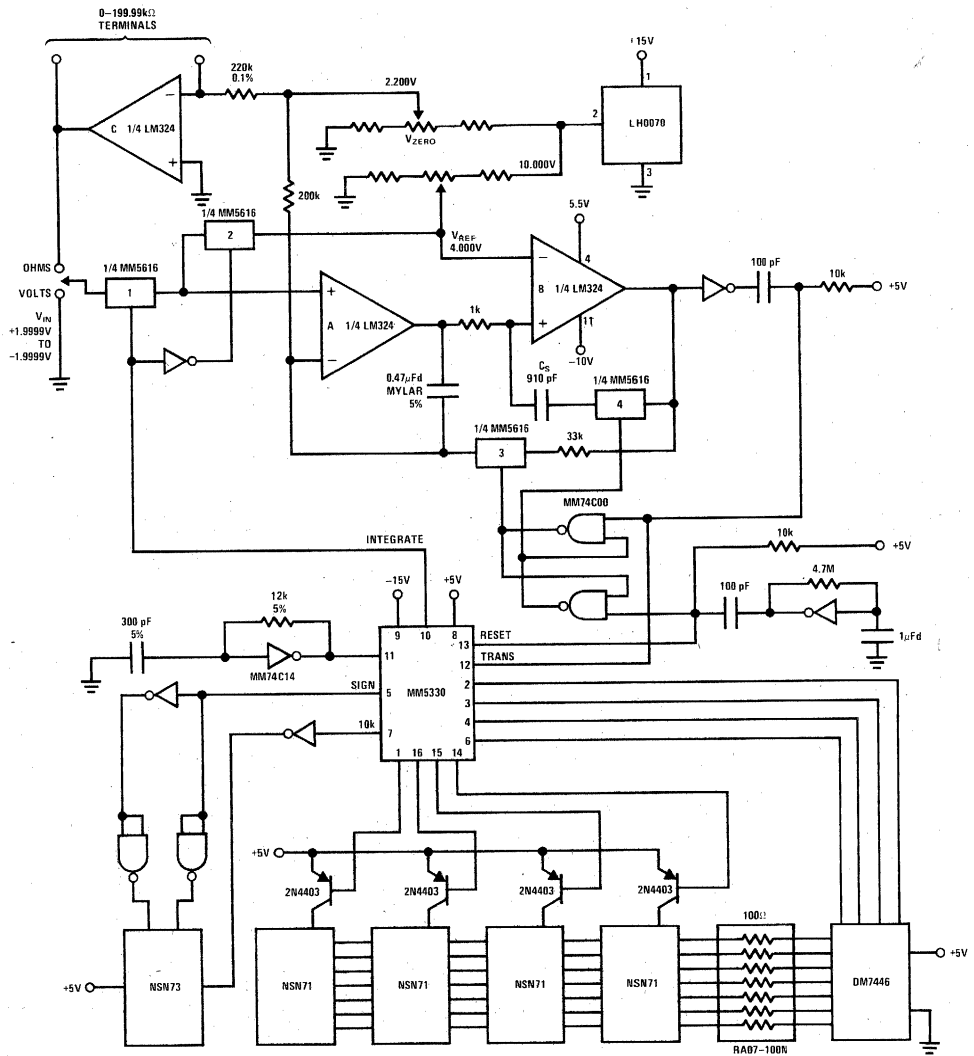 0–199.99kΩ
TERMINALS
+15V
220k
0.1%
2.200V
1
C 1/4 LM324
−
+
2
LH0070
VZERO
3
10.000V
200k
1/4 MM5616
2
VREF
4.000V
5.5V
4
OHMS
1/4 MM5616
1
VOLTS
VIN
+1.9999V
TO
−1.9999V
+
A 1/4 LM324
−
1k
−
B 1/4 LM324
+
11
−10V
100 pF
10k
+5V
CS
910 pF
1/4 MM5616
4
0.47µFd
MYLAR
5%
1/4 MM5616
3
33k
MM74C00
INTEGRATE
10k
+5V
4.7M
100 pF
1µFd
−15V
+5V
12k
5%
300 pF
5%
MM74C14
9
10
8
RESET
13
11
TRANS
12
SIGN
5
MM5330
2
3
10k
7
4
6
1
16
15
14
+5V
2N4403
2N4403
2N4403
2N4403
100Ω
+5V
NSN73
NSN71
NSN71
NSN71
NSN71
DM7446
+5V
RA07-100N